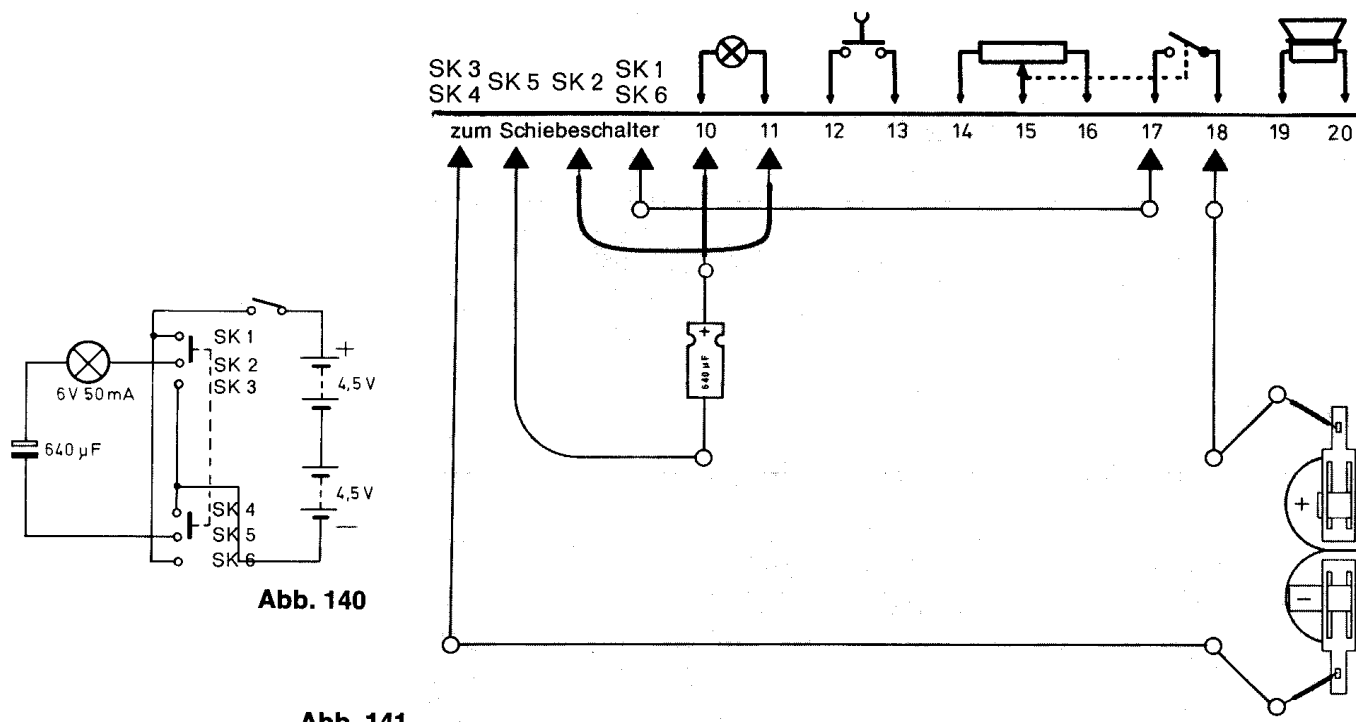 SK 3 SK 5 SK 2 SK 1
SK 4 SK 6
zum Schiebeschalter 10 11 12 13 14 15 16 17 18 19 20
+
640 µF
+
−
SK 1
SK 2
SK 3
+
4,5 V
6V 50mA
640 µF
4,5 V
−
SK 4
SK 5
SK 6
Abb. 140
Abb. 141